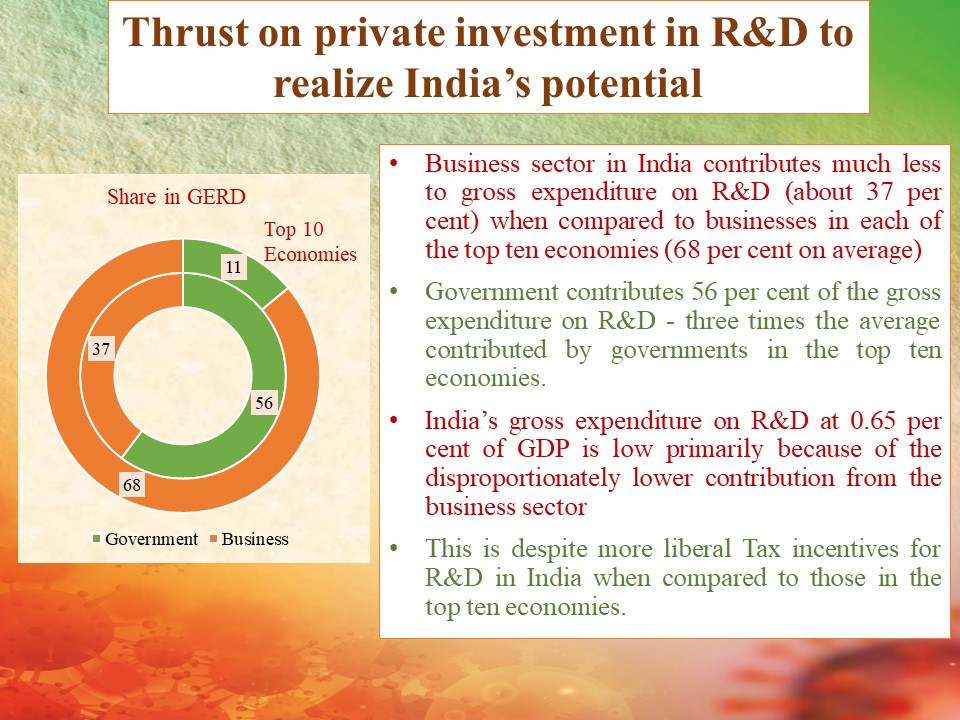 Thrust on private investment in R&D to
realize India’s potential
Share in GERD
Top 10
Economies
11
37
56
68
Government Business
• Business sector in India contributes much less
to gross expenditure on R&D (about 37 per
cent) when compared to businesses in each of
the top ten economies (68 per cent on average)
• Government contributes 56 per cent of the gross
expenditure on R&D - three times the average
contributed by governments in the top ten
economies.
• India’s gross expenditure on R&D at 0.65 per
cent of GDP is low primarily because of the
disproportionately lower contribution from the
business sector
• This is despite more liberal Tax incentives for
R&D in India when compared to those in the
top ten economies.